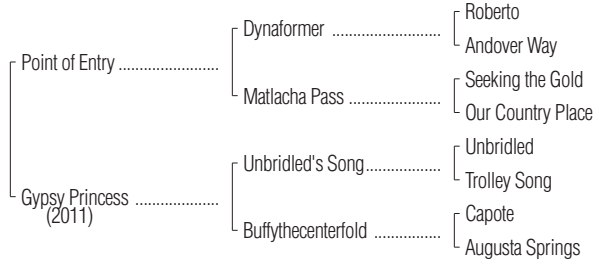 Roberto
Dynaformer ........................
Andover Way
Point of Entry ......................
Seeking the Gold
Matlacha Pass ....................
Our Country Place
Unbridled
Unbridled's Song.................
Trolley Song
Gypsy Princess ..................
(2011)
Capote
Buffythecenterfold ..............
Augusta Springs